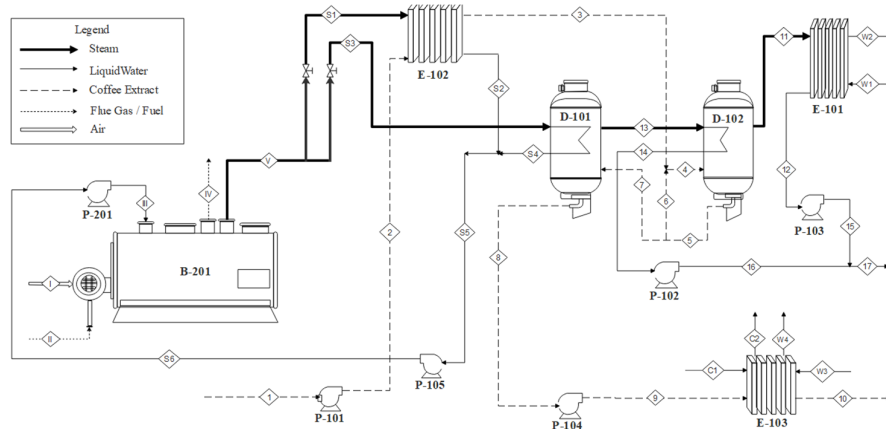 Legend
Steam
LiquidWater
Coffee Extract
Flue Gas / Fuel
Air
S1
S3
E-102
3
11
W2
W1
E-101
S2
D-101
D-102
13
14
S4
V
IV
III
P-201
B-201
I
II
2
4
7
6
5
12
P-103
15
16
17
P-102
8
S5
S6
P-105
1
P-101
C2
W4
C1
W3
9
P-104
10
E-103